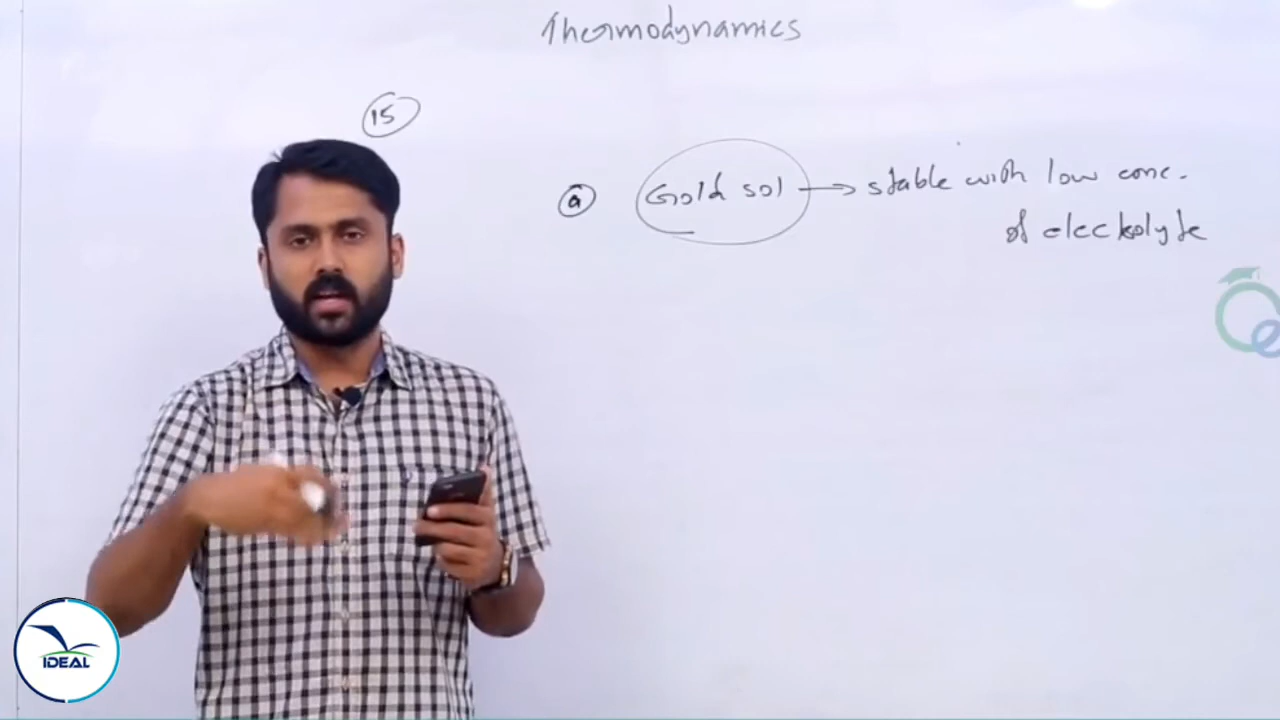 Thermodynamics
15
a Gold sol → stable with low conc.
of electrolyte
IDEAL